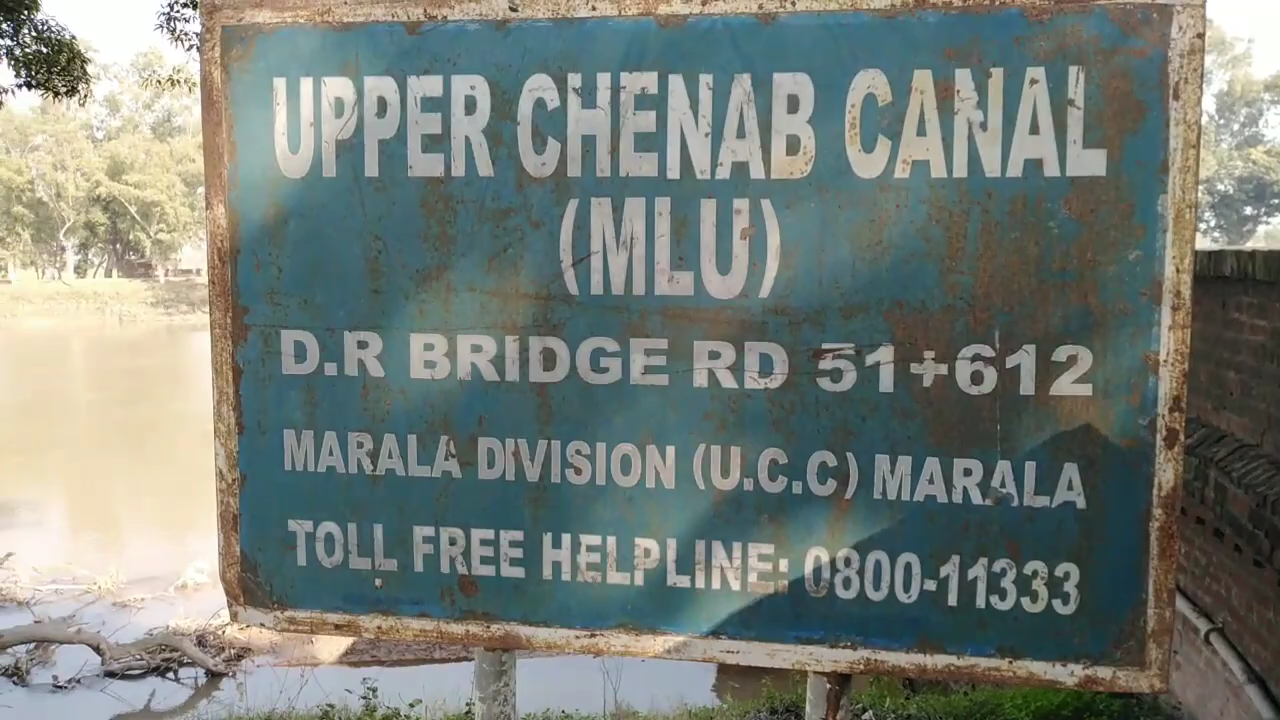 UPPER CHENAB CANAL
(MLU)
D.R BRIDGE RD 51+612
MARALA DIVISION (U.C.C) MARALA
TOLL FREE HELPLINE: 0800-11333